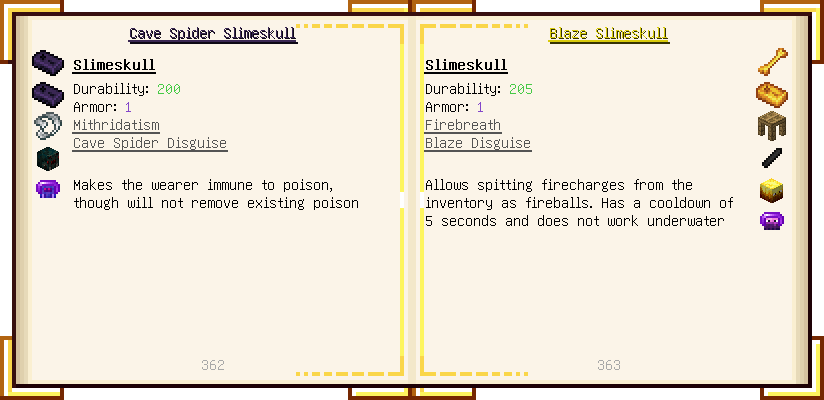 Cave Spider Slimeskull
Slimeskull
Durability: 200
Armor: 1
Mithridatism
Cave Spider Disguise
Makes the wearer immune to poison,
though will not remove existing poison
362
Blaze Slimeskull
Slimeskull
Durability: 205
Armor: 1
Firebreath
Blaze Disguise
Allows spitting firecharges from the
inventory as fireballs. Has a cooldown of
5 seconds and does not work underwater
363